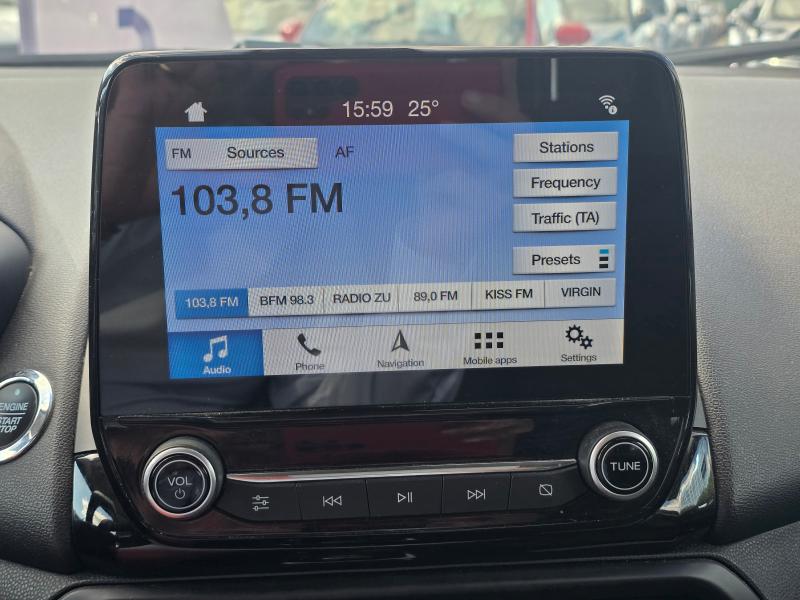 15:59 25°
FM Sources AF
Stations
103,8 FM
Frequency
Traffic (TA)
Presets
103,8 FM BFM 98.3 RADIO ZU 89,0 FM KISS FM VIRGIN
Audio Phone Navigation Mobile apps Settings
ENGINE
START
STOP
VOL
TUNE